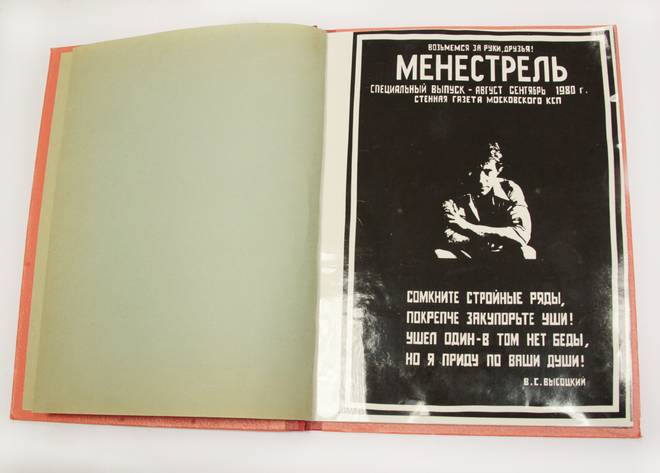 ВОЗЬМЕМСЯ ЗА РУКИ, ДРУЗЬЯ!
МЕНЕСТРЕЛЬ
СПЕЦИАЛЬНЫЙ ВЫПУСК - АВГУСТ СЕНТЯБРЬ 1980 г.
СТЕННАЯ ГАЗЕТА МОСКОВСКОГО КСП
СОМКНИТЕ СТРОЙНЫЕ РЯДЫ,
ПОКРЕПЧЕ ЗАКУПОРЬТЕ УШИ!
УШЕЛ ОДИН - В ТОМ НЕТ БЕДЫ,
НО Я ПРИДУ ПО ВАШИ ДУШИ!
В.С. ВЫСОЦКИЙ